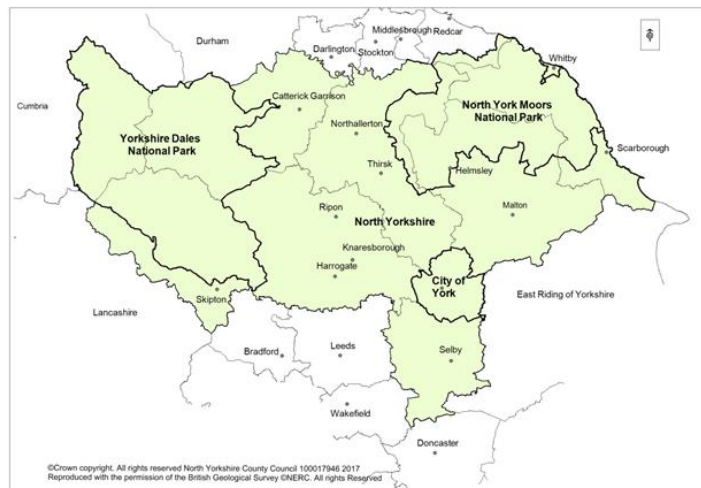 Middlesbrough
Redcar
Durham
Darlington
Stockton
Whitby
Catterick Garrison
Cumbria
North York Moors
National Park
Yorkshire Dales
National Park
Northallerton
Scarborough
Thirsk
Helmsley
Ripon
North Yorkshire
Malton
Knaresborough
Harrogate
City of
York
East Riding of Yorkshire
Skipton
Lancashire
Bradford
Leeds
Selby
Wakefield
Doncaster
©Crown copyright. All rights reserved North Yorkshire County Council 100017946 2017
Reproduced with the permission of the British Geological Survey ©NERC. All rights Reserved